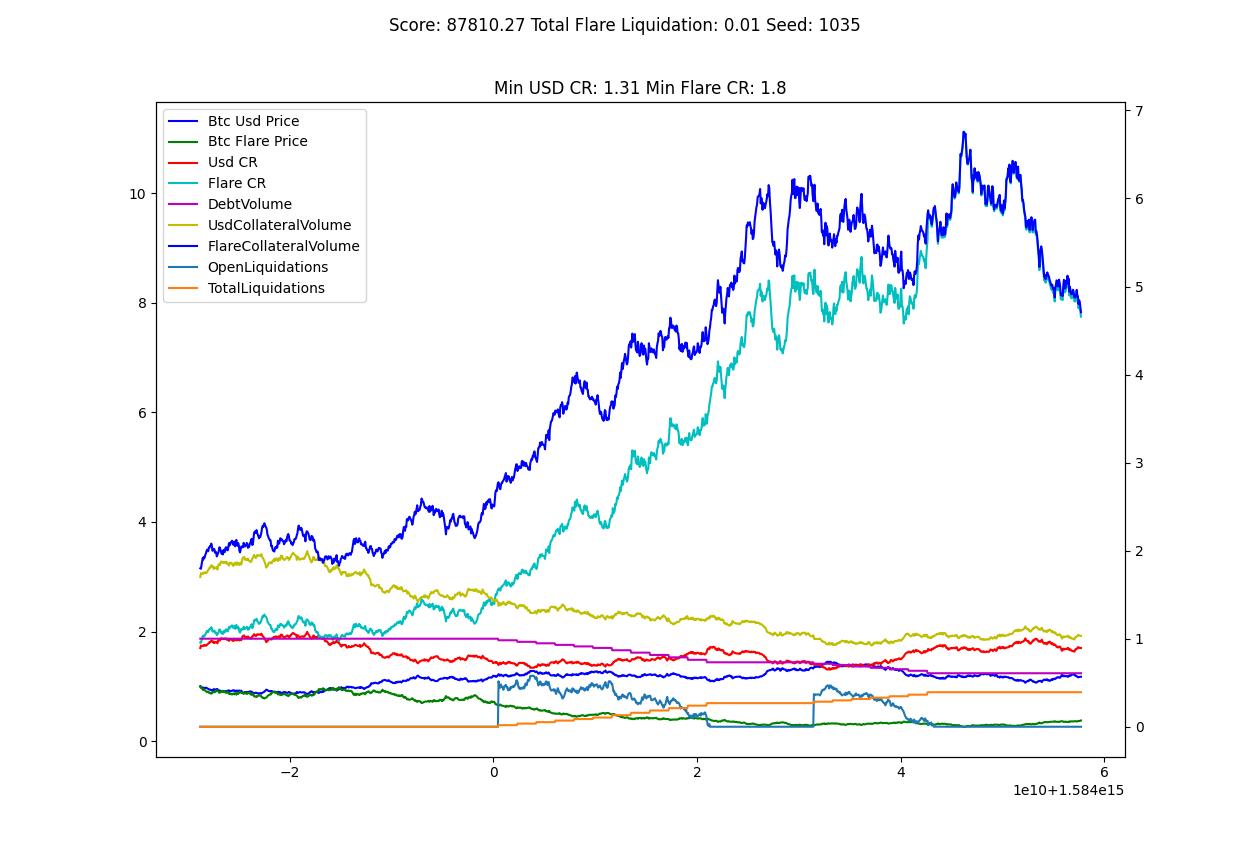 Score: 87810.27 Total Flare Liquidation: 0.01 Seed: 1035
Min USD CR: 1.31 Min Flare CR: 1.8
Btc Usd Price
Btc Flare Price
Usd CR
Flare CR
DebtVolume
UsdCollateralVolume
FlareCollateralVolume
OpenLiquidations
TotalLiquidations
10
8
6
4
2
0
7
6
5
4
3
2
1
0
−2 0 2 4 6
1e10+1.584e15